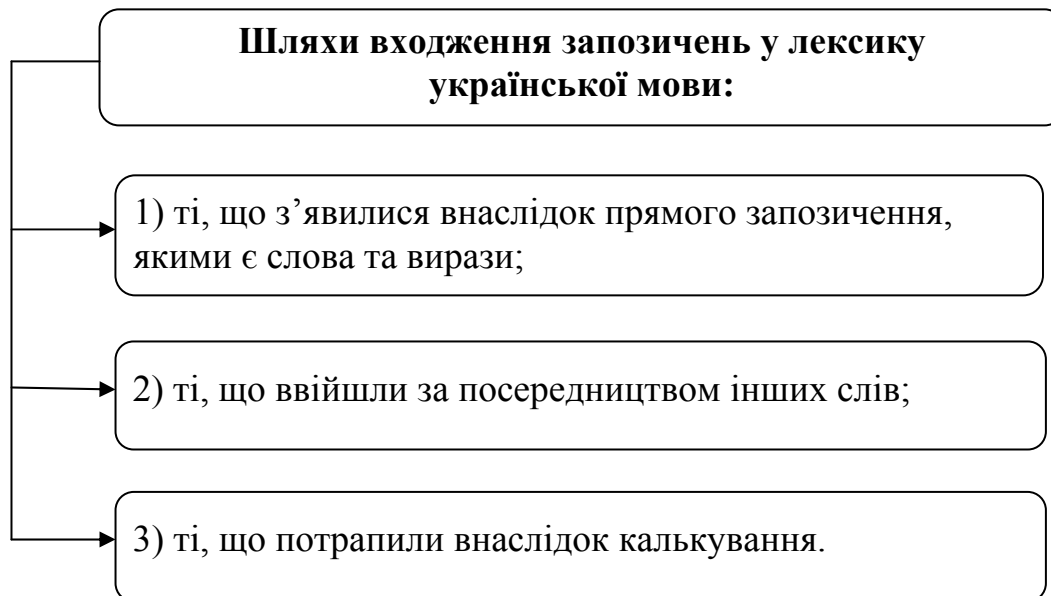 Шляхи входження запозичень у лексику
української мови:
1) ті, що з’явилися внаслідок прямого запозичення,
якими є слова та вирази;
2) ті, що ввійшли за посередництвом інших слів;
3) ті, що потрапили внаслідок калькування.